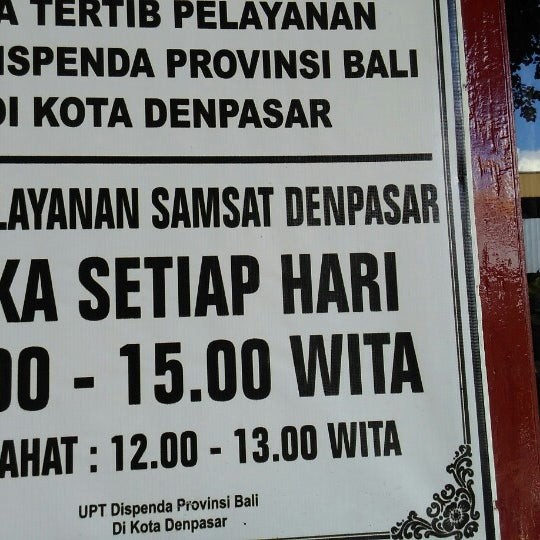 A TERTIB PELAYANAN
DISPENDA PROVINSI BALI
DI KOTA DENPASAR
LAYANAN SAMSAT DENPASAR
KA SETIAP HARI
00 - 15.00 WITA
AHAT : 12.00 - 13.00 WITA
UPT Dispenda Provinsi Bali
Di Kota Denpasar